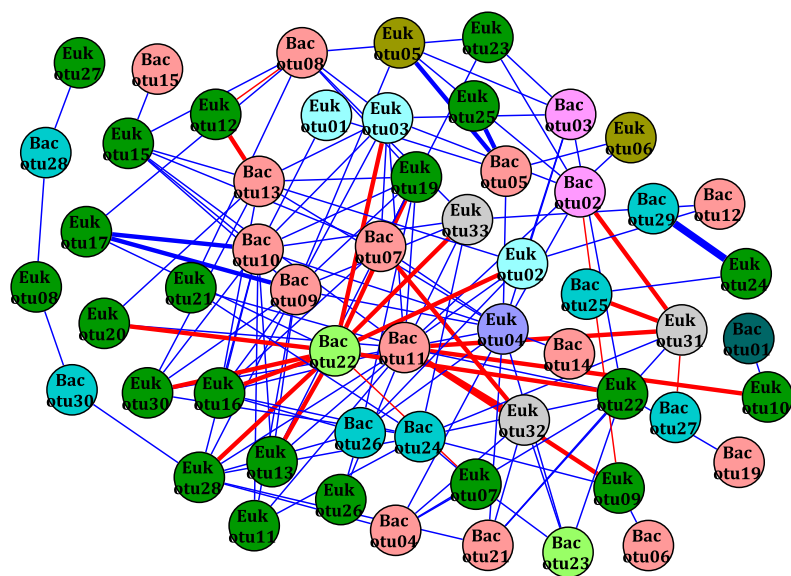 Euk
otu27
Bac
otu15
Bac
otu08
Euk
otu05
Euk
otu23
Euk
otu12
Euk
otu01
Euk
otu03
Euk
otu25
Bac
otu03
Euk
otu06
Bac
otu28
Euk
otu15
Bac
otu13
Euk
otu19
Bac
otu05
Bac
otu02
Euk
otu17
Bac
otu10
Bac
otu07
Euk
otu33
Bac
otu29
Bac
otu12
Euk
otu08
Euk
otu21
Bac
otu09
Euk
otu02
Bac
otu25
Euk
otu24
Euk
otu20
Bac
otu22
Bac
otu11
Euk
otu04
Bac
otu14
Euk
otu31
Bac
otu01
Bac
otu30
Euk
otu30
Euk
otu16
Euk
otu22
Euk
otu10
Bac
otu26
Bac
otu24
Euk
otu32
Bac
otu27
Euk
otu28
Euk
otu13
Bac
otu19
Euk
otu26
Euk
otu07
Euk
otu09
Euk
otu11
Bac
otu04
Bac
otu21
Bac
otu23
Bac
otu06